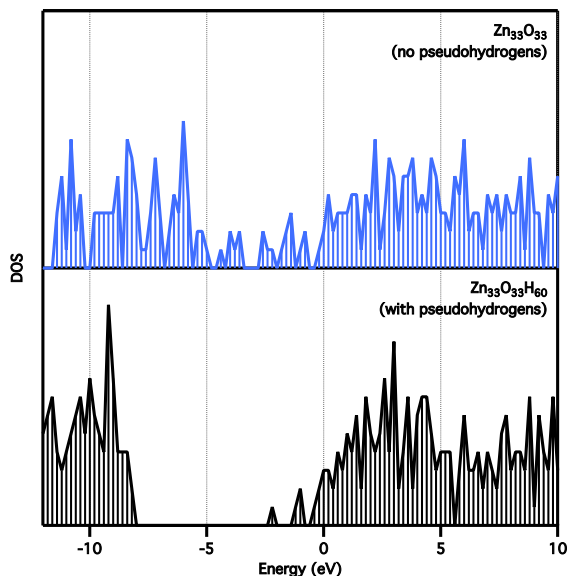 Zn₃₃O₃₃
(no pseudohydrogens)
DOS
Zn₃₃O₃₃H₆₀
(with pseudohydrogens)
-10 -5 0 5 10
Energy (eV)